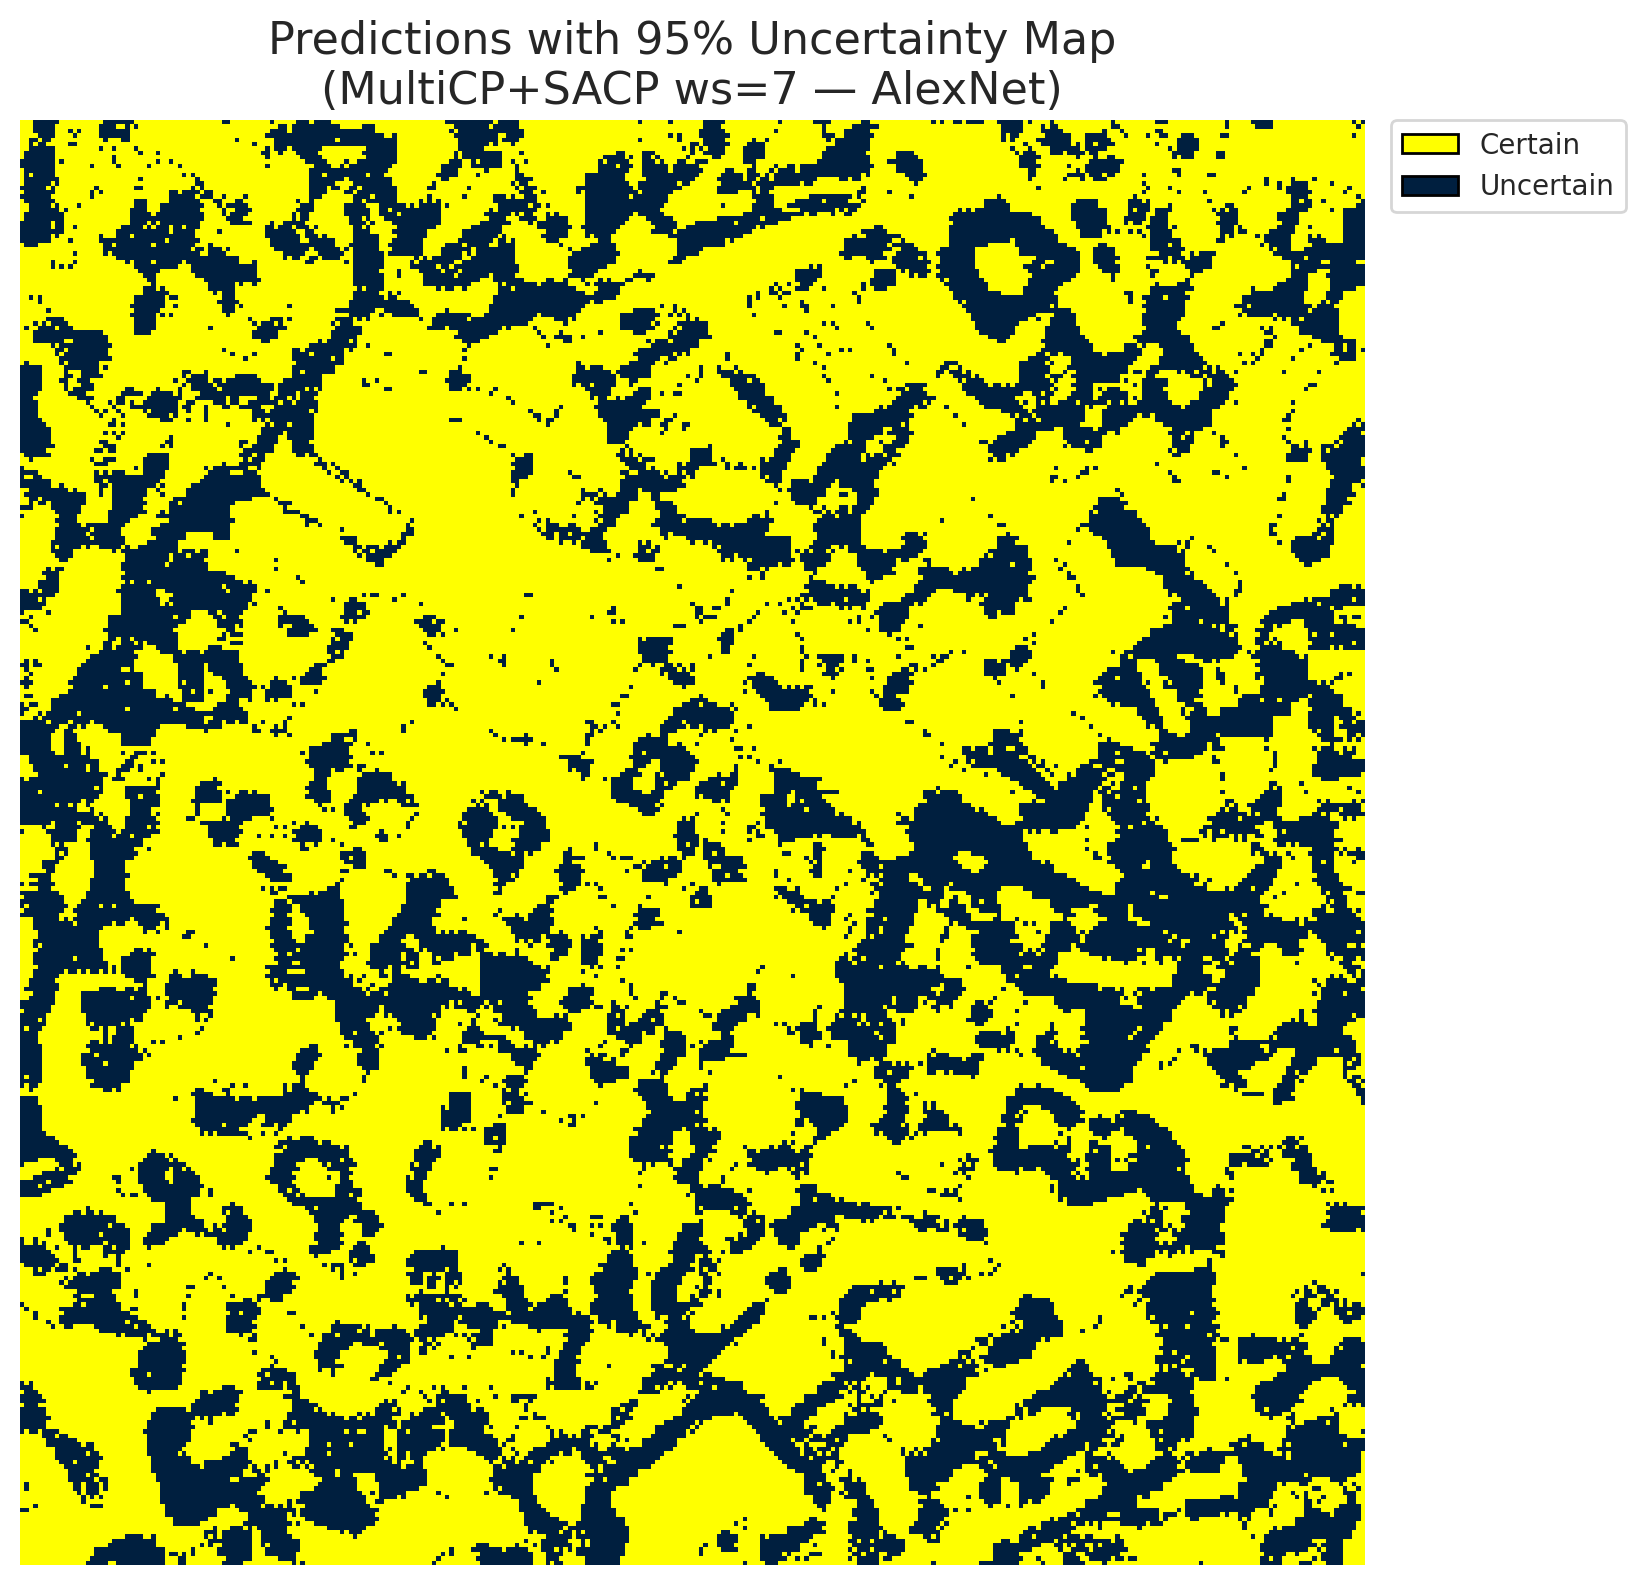 Predictions with 95% Uncertainty Map
(MultiCP+SACP ws=7 — AlexNet)
Certain
Uncertain